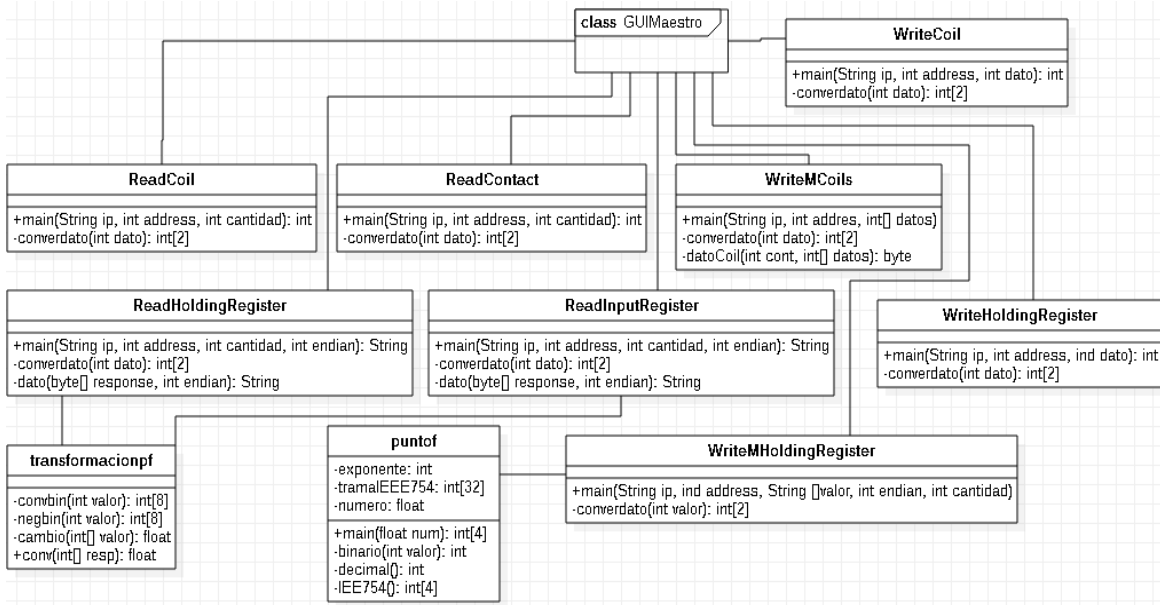 class GUIMaestro
WriteCoil
+main(String ip, int address, int dato): int
-converdato(int dato): int[2]
ReadCoil
+main(String ip, int address, int cantidad): int
-converdato(int dato): int[2]
ReadContact
+main(String ip, int address, int cantidad): int
-converdato(int dato): int[2]
WriteMCoils
+main(String ip, int addres, int[] datos)
-converdato(int dato): int[2]
-datoCoil(int cont, int[] datos): byte
ReadHoldingRegister
+main(String ip, int address, int cantidad, int endian): String
-converdato(int dato): int[2]
-dato(byte[] response, int endian): String
ReadInputRegister
+main(String ip, int address, int cantidad, int endian): String
-converdato(int dato): int[2]
-dato(byte[] response, int endian): String
WriteHoldingRegister
+main(String ip, int address, ind dato): int
-converdato(int dato): int[2]
transformacionpf
-convbin(int valor): int[8]
-negbin(int valor): int[8]
-cambio(int[] valor): float
+conv(int[] resp): float
puntof
-exponente: int
-tramaIEEE754: int[32]
-numero: float
+main(float num): int[4]
-binario(int valor): int
-decimal(): int
-IEE754(): int[4]
WriteMHoldingRegister
+main(String ip, ind address, String []valor, int endian, int cantidad)
-converdato(int valor): int[2]